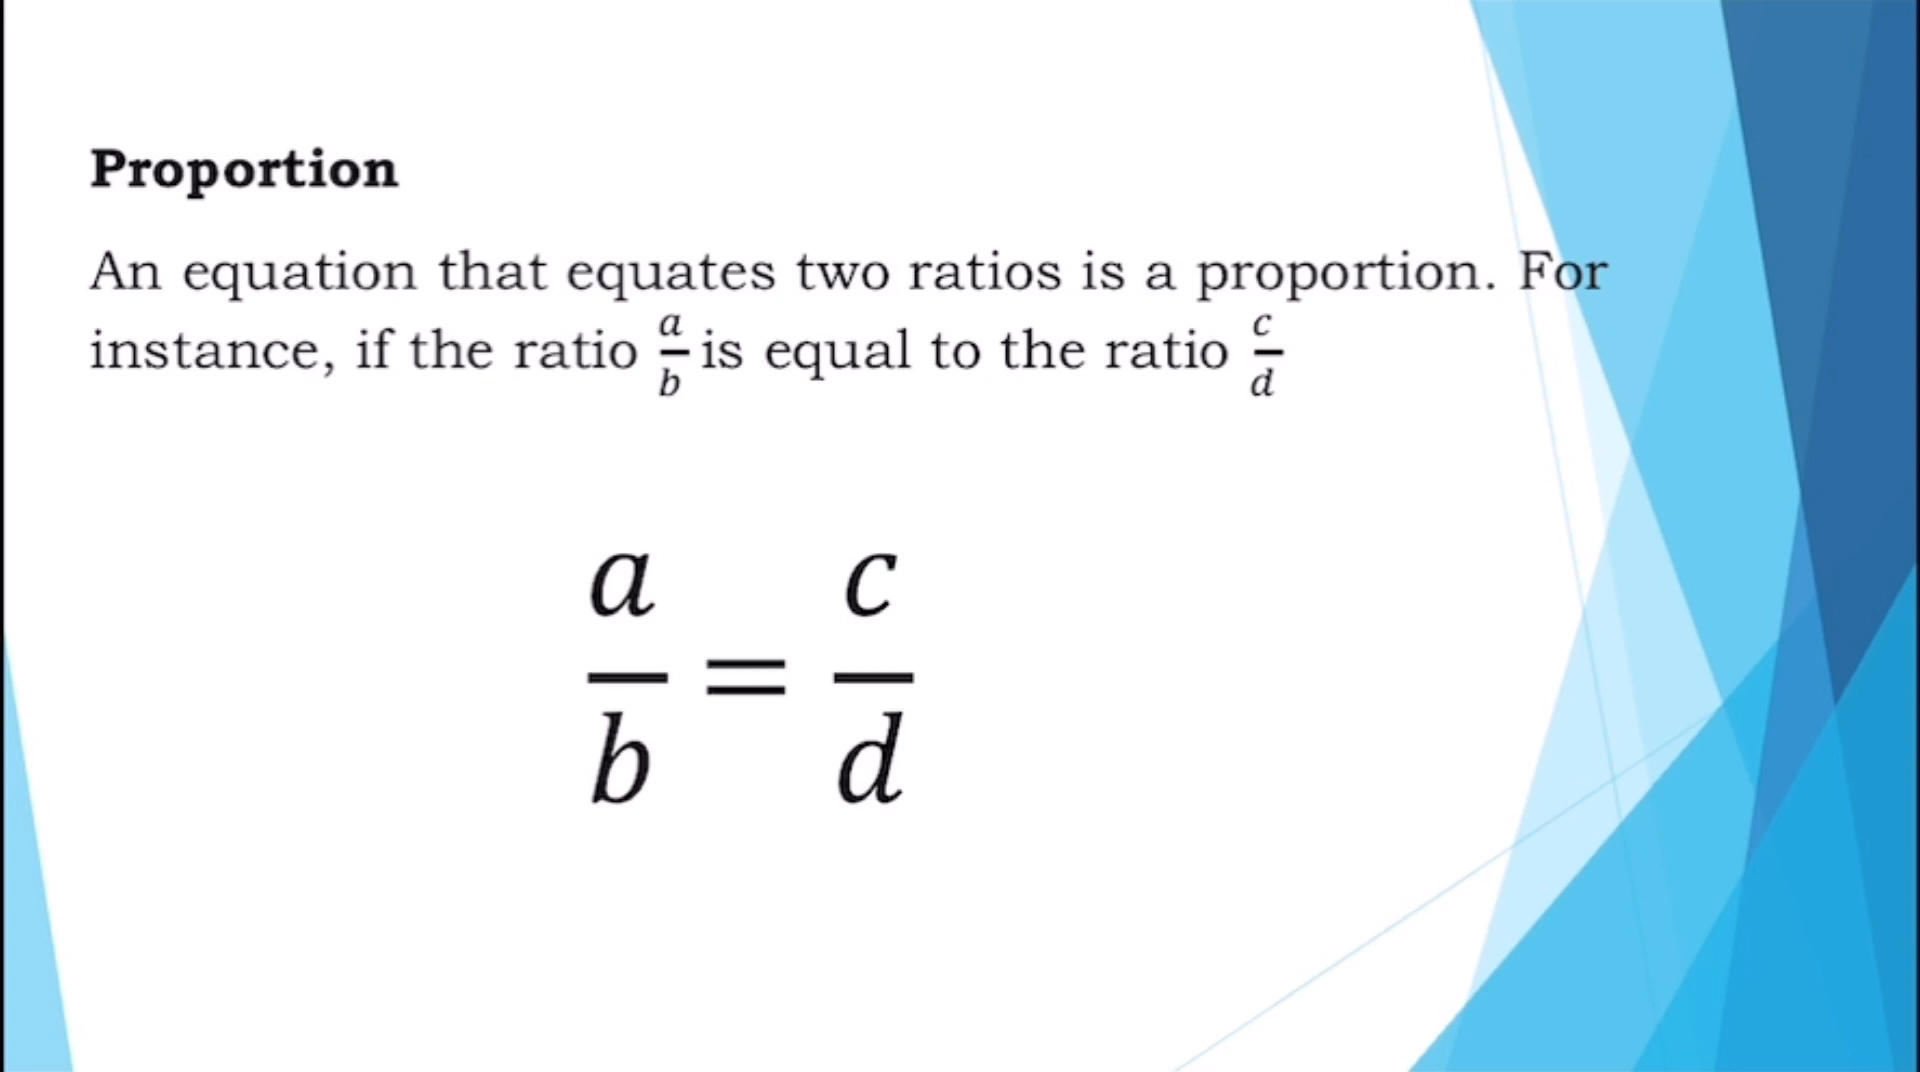 Proportion
An equation that equates two ratios is a proportion. For
instance, if the ratio a/b is equal to the ratio c/d
a/b = c/d